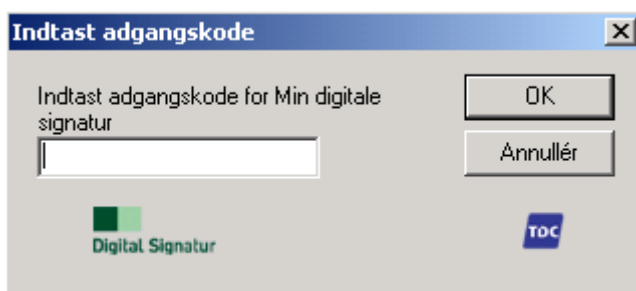 Indtast adgangskode
Indtast adgangskode for Min digitale
signatur
OK
Annullér
Digital Signatur
TDC